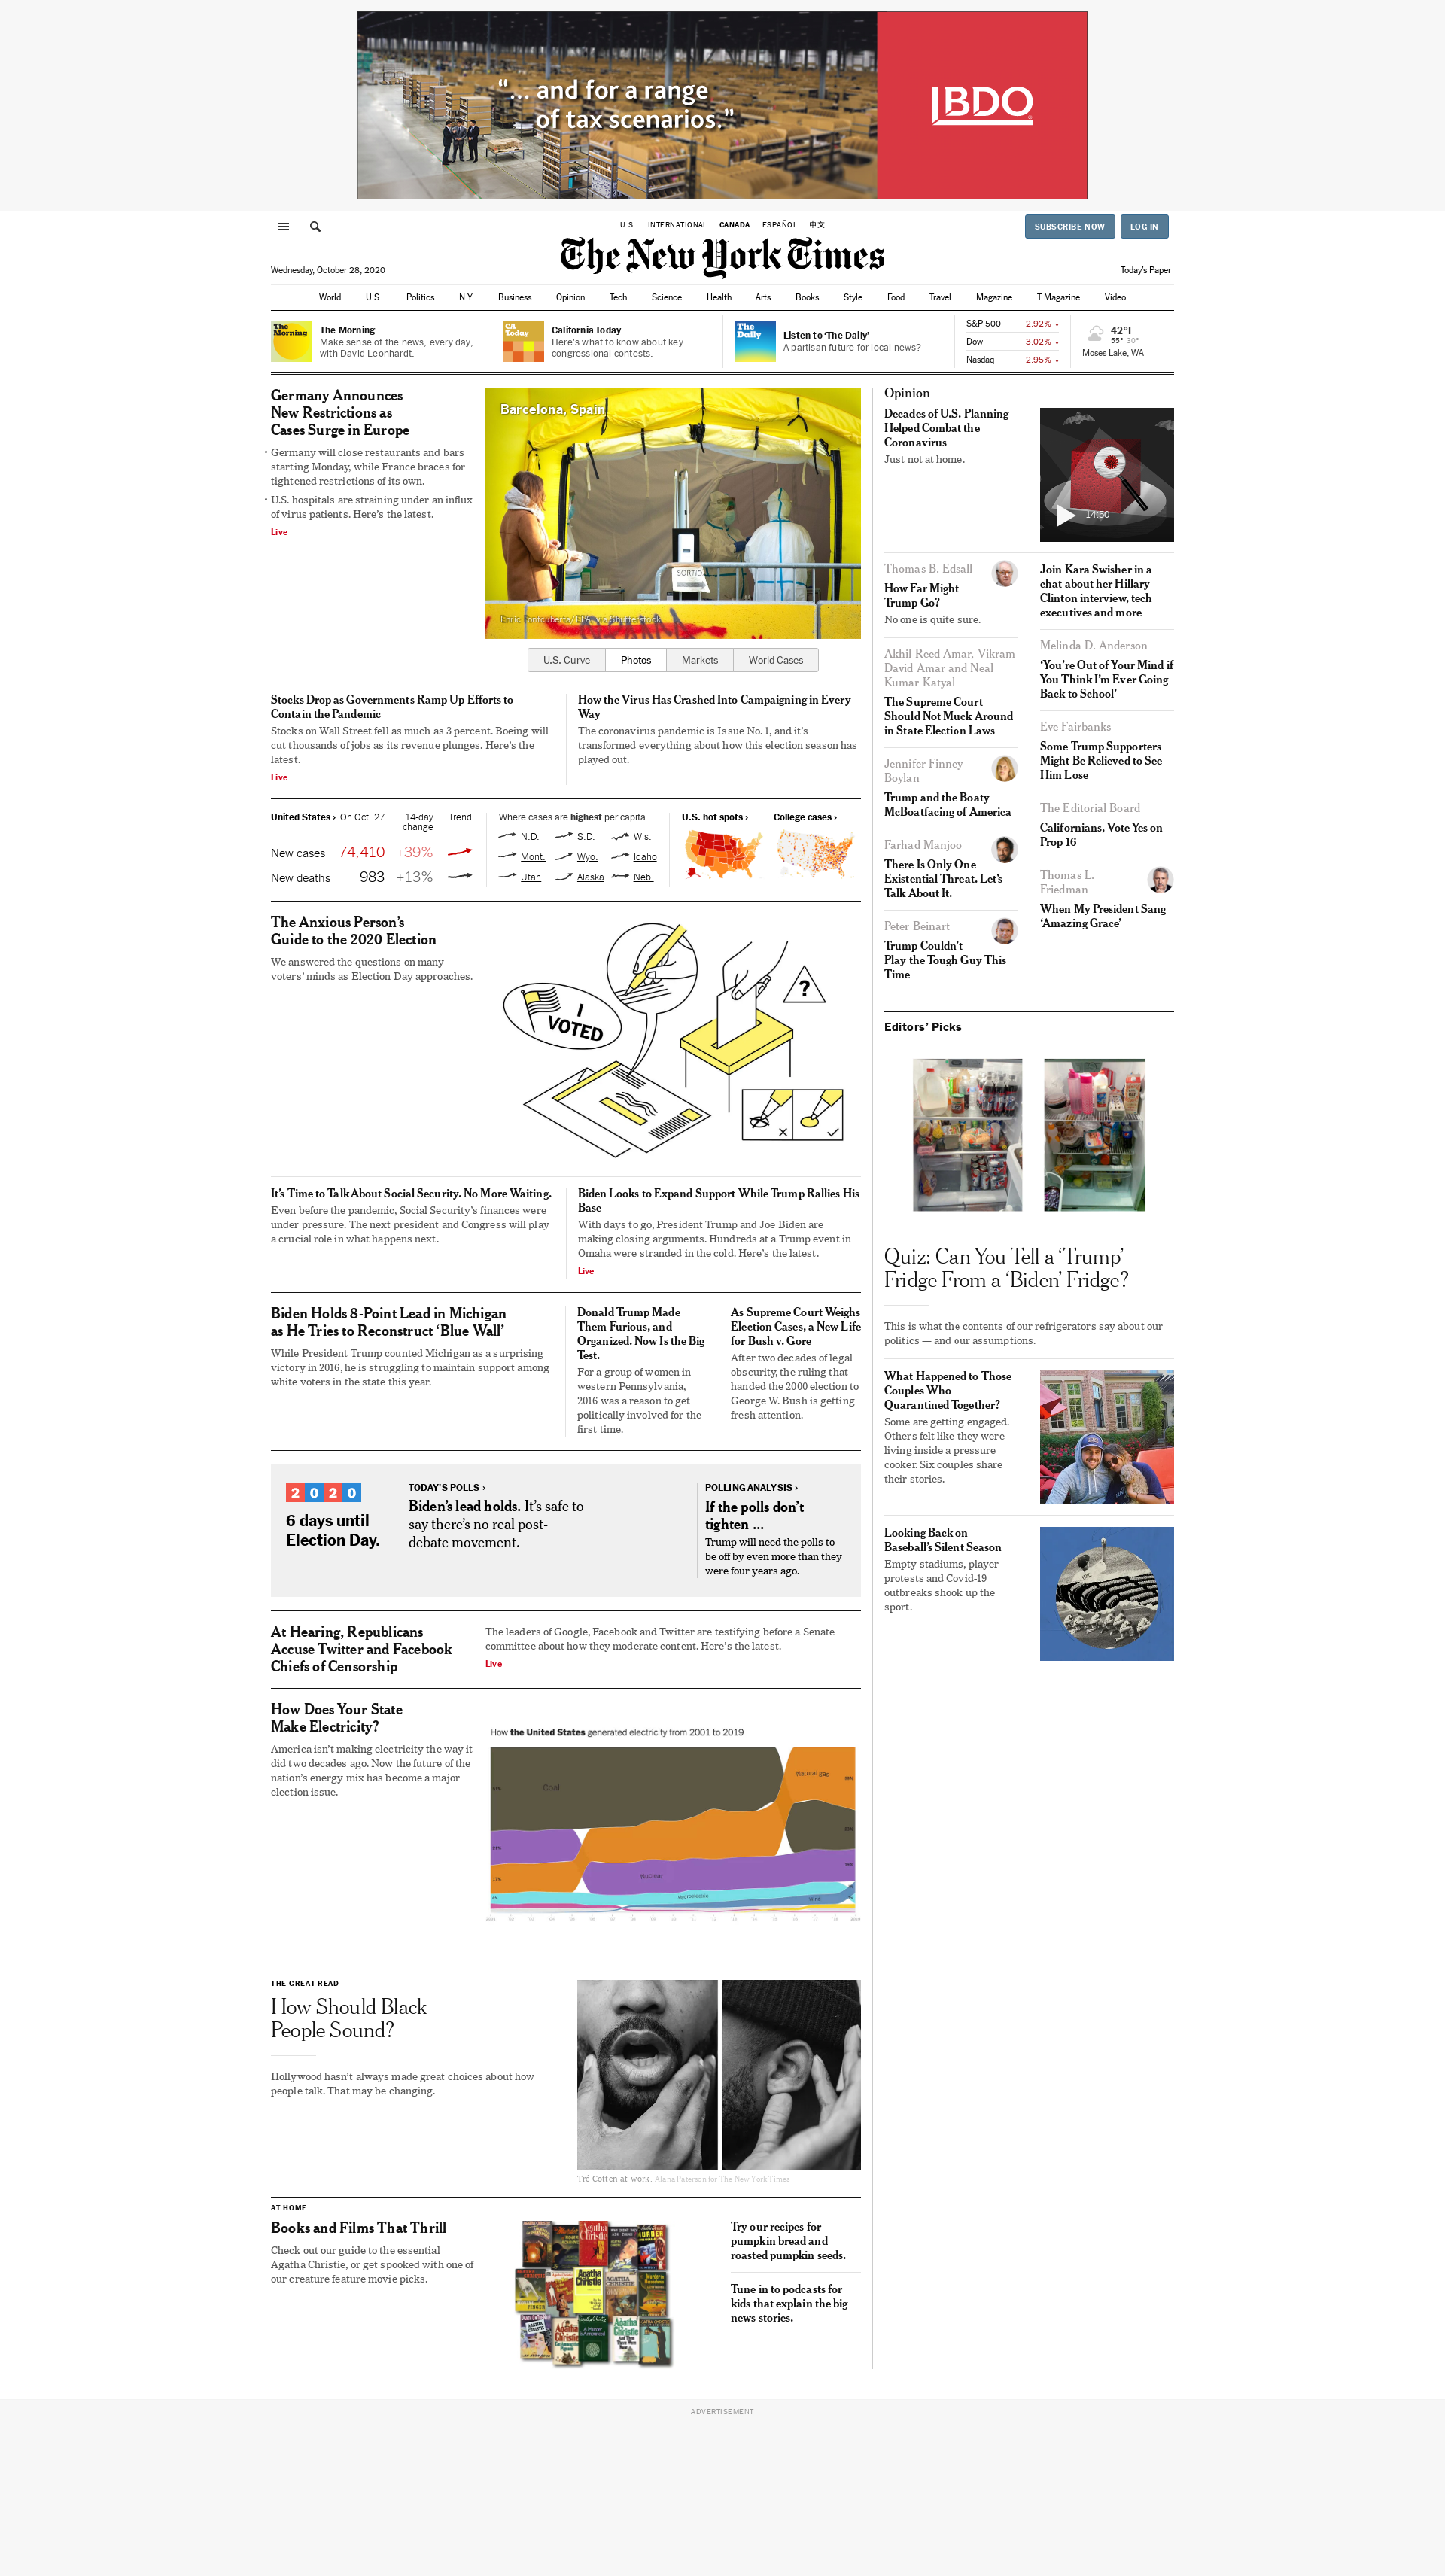 “... and for a range
of tax scenarios.”
BDO
U.S. INTERNATIONAL CANADA ESPAÑOL 中文
SUBSCRIBE NOW LOG IN
The New York Times
Wednesday, October 28, 2020
Today’s Paper
World U.S. Politics N.Y. Business Opinion Tech Science Health Arts Books Style Food Travel Magazine T Magazine Video
The Morning
The Morning
Make sense of the news, every day,
with David Leonhardt.
CA Today
California Today
Here’s what to know about key
congressional contests.
The Daily
Listen to ‘The Daily’
A partisan future for local news?
S&P 500 -2.92%
Dow -3.02%
Nasdaq -2.95%
42°F
55° 30°
Moses Lake, WA
Germany Announces
New Restrictions as
Cases Surge in Europe
• Germany will close restaurants and bars
starting Monday, while France braces for
tightened restrictions of its own.
• U.S. hospitals are straining under an influx
of virus patients. Here’s the latest.
Live
Barcelona, Spain
SORTIDA
U.S. Curve Photos Markets World Cases
Stocks Drop as Governments Ramp Up Efforts to
Contain the Pandemic
Stocks on Wall Street fell as much as 3 percent. Boeing will
cut thousands of jobs as its revenue plunges. Here’s the
latest.
Live
How the Virus Has Crashed Into Campaigning in Every
Way
The coronavirus pandemic is Issue No. 1, and it’s
transformed everything about how this election season has
played out.
United States › On Oct. 27 14-day
change Trend
New cases 74,410 +39%
New deaths 983 +13%
Where cases are highest per capita
N.D. S.D. Wis.
Mont. Wyo. Idaho
Utah Alaska Neb.
U.S. hot spots › College cases ›
The Anxious Person’s
Guide to the 2020 Election
We answered the questions on many
voters’ minds as Election Day approaches.
I
VOTED
?
It’s Time to Talk About Social Security. No More Waiting.
Even before the pandemic, Social Security’s finances were
under pressure. The next president and Congress will play
a crucial role in what happens next.
Biden Looks to Expand Support While Trump Rallies His
Base
With days to go, President Trump and Joe Biden are
making closing arguments. Hundreds at a Trump event in
Omaha were stranded in the cold. Here’s the latest.
Live
Biden Holds 8-Point Lead in Michigan
as He Tries to Reconstruct ‘Blue Wall’
While President Trump counted Michigan as a surprising
victory in 2016, he is struggling to maintain support among
white voters in the state this year.
Donald Trump Made
Them Furious, and
Organized. Now Is the Big
Test.
For a group of women in
western Pennsylvania,
2016 was a reason to get
politically involved for the
first time.
As Supreme Court Weighs
Election Cases, a New Life
for Bush v. Gore
After two decades of legal
obscurity, the ruling that
handed the 2000 election to
George W. Bush is getting
fresh attention.
2020
6 days until
Election Day.
TODAY’S POLLS ›
Biden’s lead holds. It’s safe to
say there’s no real post-
debate movement.
POLLING ANALYSIS ›
If the polls don’t
tighten ...
Trump will need the polls to
be off by even more than they
were four years ago.
At Hearing, Republicans
Accuse Twitter and Facebook
Chiefs of Censorship
The leaders of Google, Facebook and Twitter are testifying before a Senate
committee about how they moderate content. Here’s the latest.
Live
How Does Your State
Make Electricity?
America isn’t making electricity the way it
did two decades ago. Now the future of the
nation’s energy mix has become a major
election issue.
How the United States generated electricity from 2001 to 2019
Coal
Natural gas
Nuclear
Hydroelectric
Wind
THE GREAT READ
How Should Black
People Sound?
Hollywood hasn’t always made great choices about how
people talk. That may be changing.
Tré Cotten at work. Alana Paterson for The New York Times
AT HOME
Books and Films That Thrill
Check out our guide to the essential
Agatha Christie, or get spooked with one of
our creature feature movie picks.
Try our recipes for
pumpkin bread and
roasted pumpkin seeds.
Tune in to podcasts for
kids that explain the big
news stories.
Opinion
Decades of U.S. Planning
Helped Combat the
Coronavirus
Just not at home.
14:50
Thomas B. Edsall
How Far Might
Trump Go?
No one is quite sure.
Akhil Reed Amar, Vikram
David Amar and Neal
Kumar Katyal
The Supreme Court
Should Not Muck Around
in State Election Laws
Jennifer Finney
Boylan
Trump and the Boaty
McBoatfacing of America
Farhad Manjoo
There Is Only One
Existential Threat. Let’s
Talk About It.
Peter Beinart
Trump Couldn’t
Play the Tough Guy This
Time
Join Kara Swisher in a
chat about her Hillary
Clinton interview, tech
executives and more
Melinda D. Anderson
‘You’re Out of Your Mind if
You Think I’m Ever Going
Back to School’
Eve Fairbanks
Some Trump Supporters
Might Be Relieved to See
Him Lose
The Editorial Board
Californians, Vote Yes on
Prop 16
Thomas L.
Friedman
When My President Sang
‘Amazing Grace’
Editors’ Picks
Quiz: Can You Tell a ‘Trump’
Fridge From a ‘Biden’ Fridge?
This is what the contents of our refrigerators say about our
politics — and our assumptions.
What Happened to Those
Couples Who
Quarantined Together?
Some are getting engaged.
Others felt like they were
living inside a pressure
cooker. Six couples share
their stories.
Looking Back on
Baseball’s Silent Season
Empty stadiums, player
protests and Covid-19
outbreaks shook up the
sport.
ADVERTISEMENT